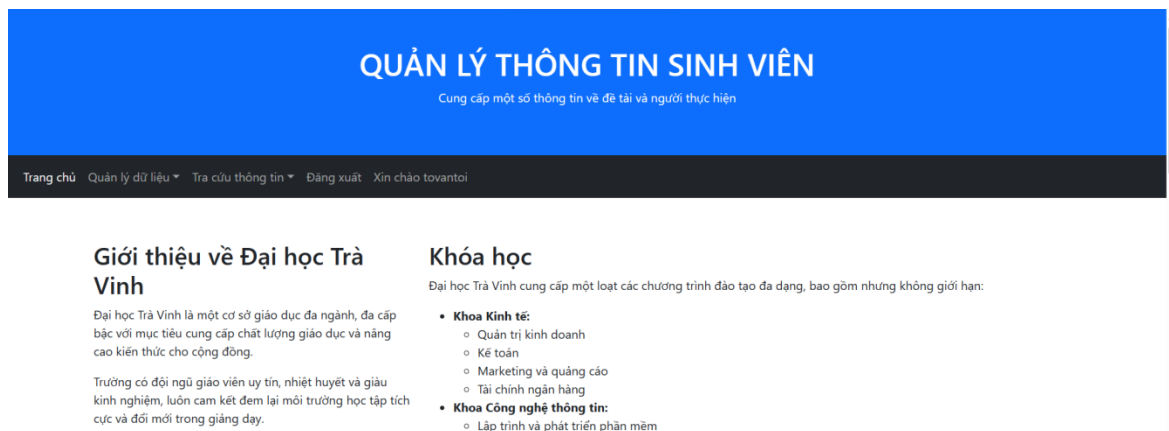 QUẢN LÝ THÔNG TIN SINH VIÊN
Cung cấp một số thông tin về đề tài và người thực hiện
Trang chủ Quản lý dữ liệu Tra cứu thông tin Đăng xuất Xin chào tovantoi
Giới thiệu về Đại học Trà
Vinh
Đại học Trà Vinh là một cơ sở giáo dục đa ngành, đa cấp
bậc với mục tiêu cung cấp chất lượng giáo dục và nâng
cao kiến thức cho cộng đồng.
Trường có đội ngũ giáo viên uy tín, nhiệt huyết và giàu
kinh nghiệm, luôn cam kết đem lại môi trường học tập tích
cực và đổi mới trong giảng dạy.
Khóa học
Đại học Trà Vinh cung cấp một loạt các chương trình đào tạo đa dạng, bao gồm nhưng không giới hạn:
Khoa Kinh tế:
Quản trị kinh doanh
Kế toán
Marketing và quảng cáo
Tài chính ngân hàng
Khoa Công nghệ thông tin:
Lập trình và phát triển phần mềm